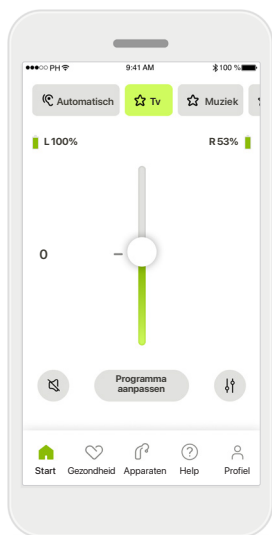 PH 9:41 AM 100 %
Automatisch Tv Muziek
L 100% R 53%
0
Programma
aanpassen
Start Gezondheid Apparaten Help Profiel